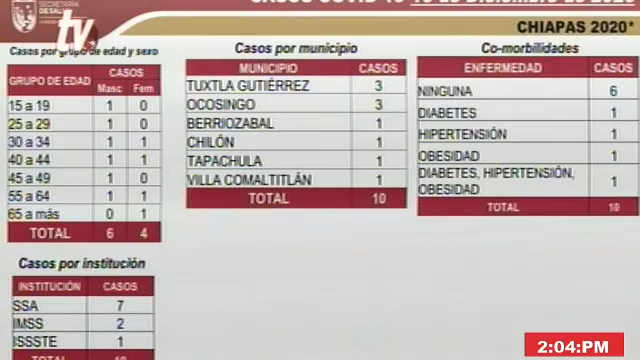 SECRETARÍA
DE SALUD
tv
CHIAPAS 2020*
Casos por grupo de edad y sexo
GRUPO DE EDAD CASOS
Masc Fem
15 a 19 1 0
25 a 29 1 0
30 a 34 1 1
40 a 44 1 1
45 a 49 1 0
55 a 64 1 1
65 a más 0 1
TOTAL 6 4
Casos por municipio
MUNICIPIO CASOS
TUXTLA GUTIÉRREZ 3
OCOSINGO 3
BERRIOZABAL 1
CHILÓN 1
TAPACHULA 1
VILLA COMALTITLÁN 1
TOTAL 10
Co-morbilidades
ENFERMEDAD CASOS
NINGUNA 6
DIABETES 1
HIPERTENSIÓN 1
OBESIDAD 1
DIABETES, HIPERTENSIÓN,
OBESIDAD 1
TOTAL 10
Casos por institución
INSTITUCIÓN CASOS
SSA 7
IMSS 2
ISSSTE 1
TOTAL 10
2:04:PM